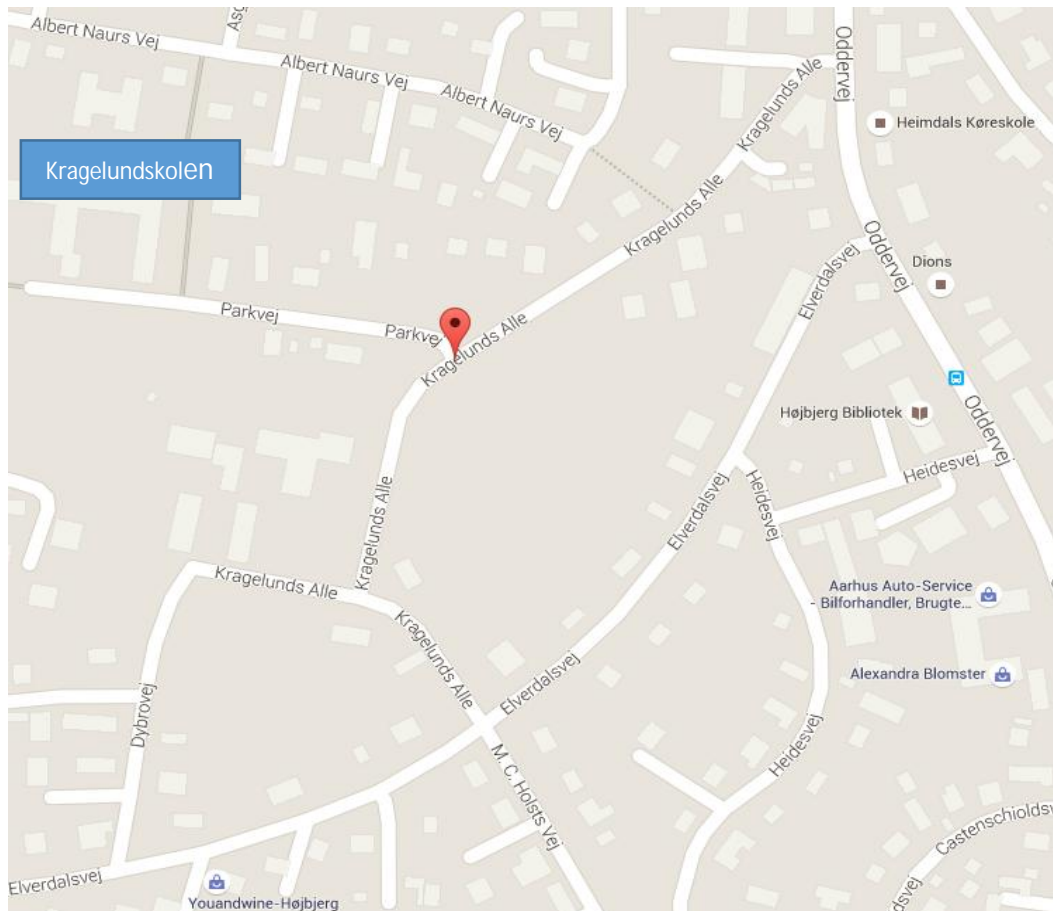 Albert Naurs Vej
Albert Naurs Vej
Albert Naurs Vej
Kragelunds Alle
Oddervej
Heimdals Køreskole
Kragelundskolen
Kragelunds Alle
Oddervej
Elverdalsvej
Dions
Parkvej
Parkvej
Kragelunds Alle
Højbjerg Bibliotek
Oddervej
Heidesvej
Heidesvej
Elverdalsvej
Kragelunds Alle
Kragelunds Alle
Aarhus Auto-Service
- Bilforhandler, Brugte...
Kragelunds Alle
Elverdalsvej
Alexandra Blomster
Dybrovej
Heidesvej
M. C. Holsts Vej
Castenschioldsv
Elverdalsvej
Youandwine-Højbjerg
dsvej